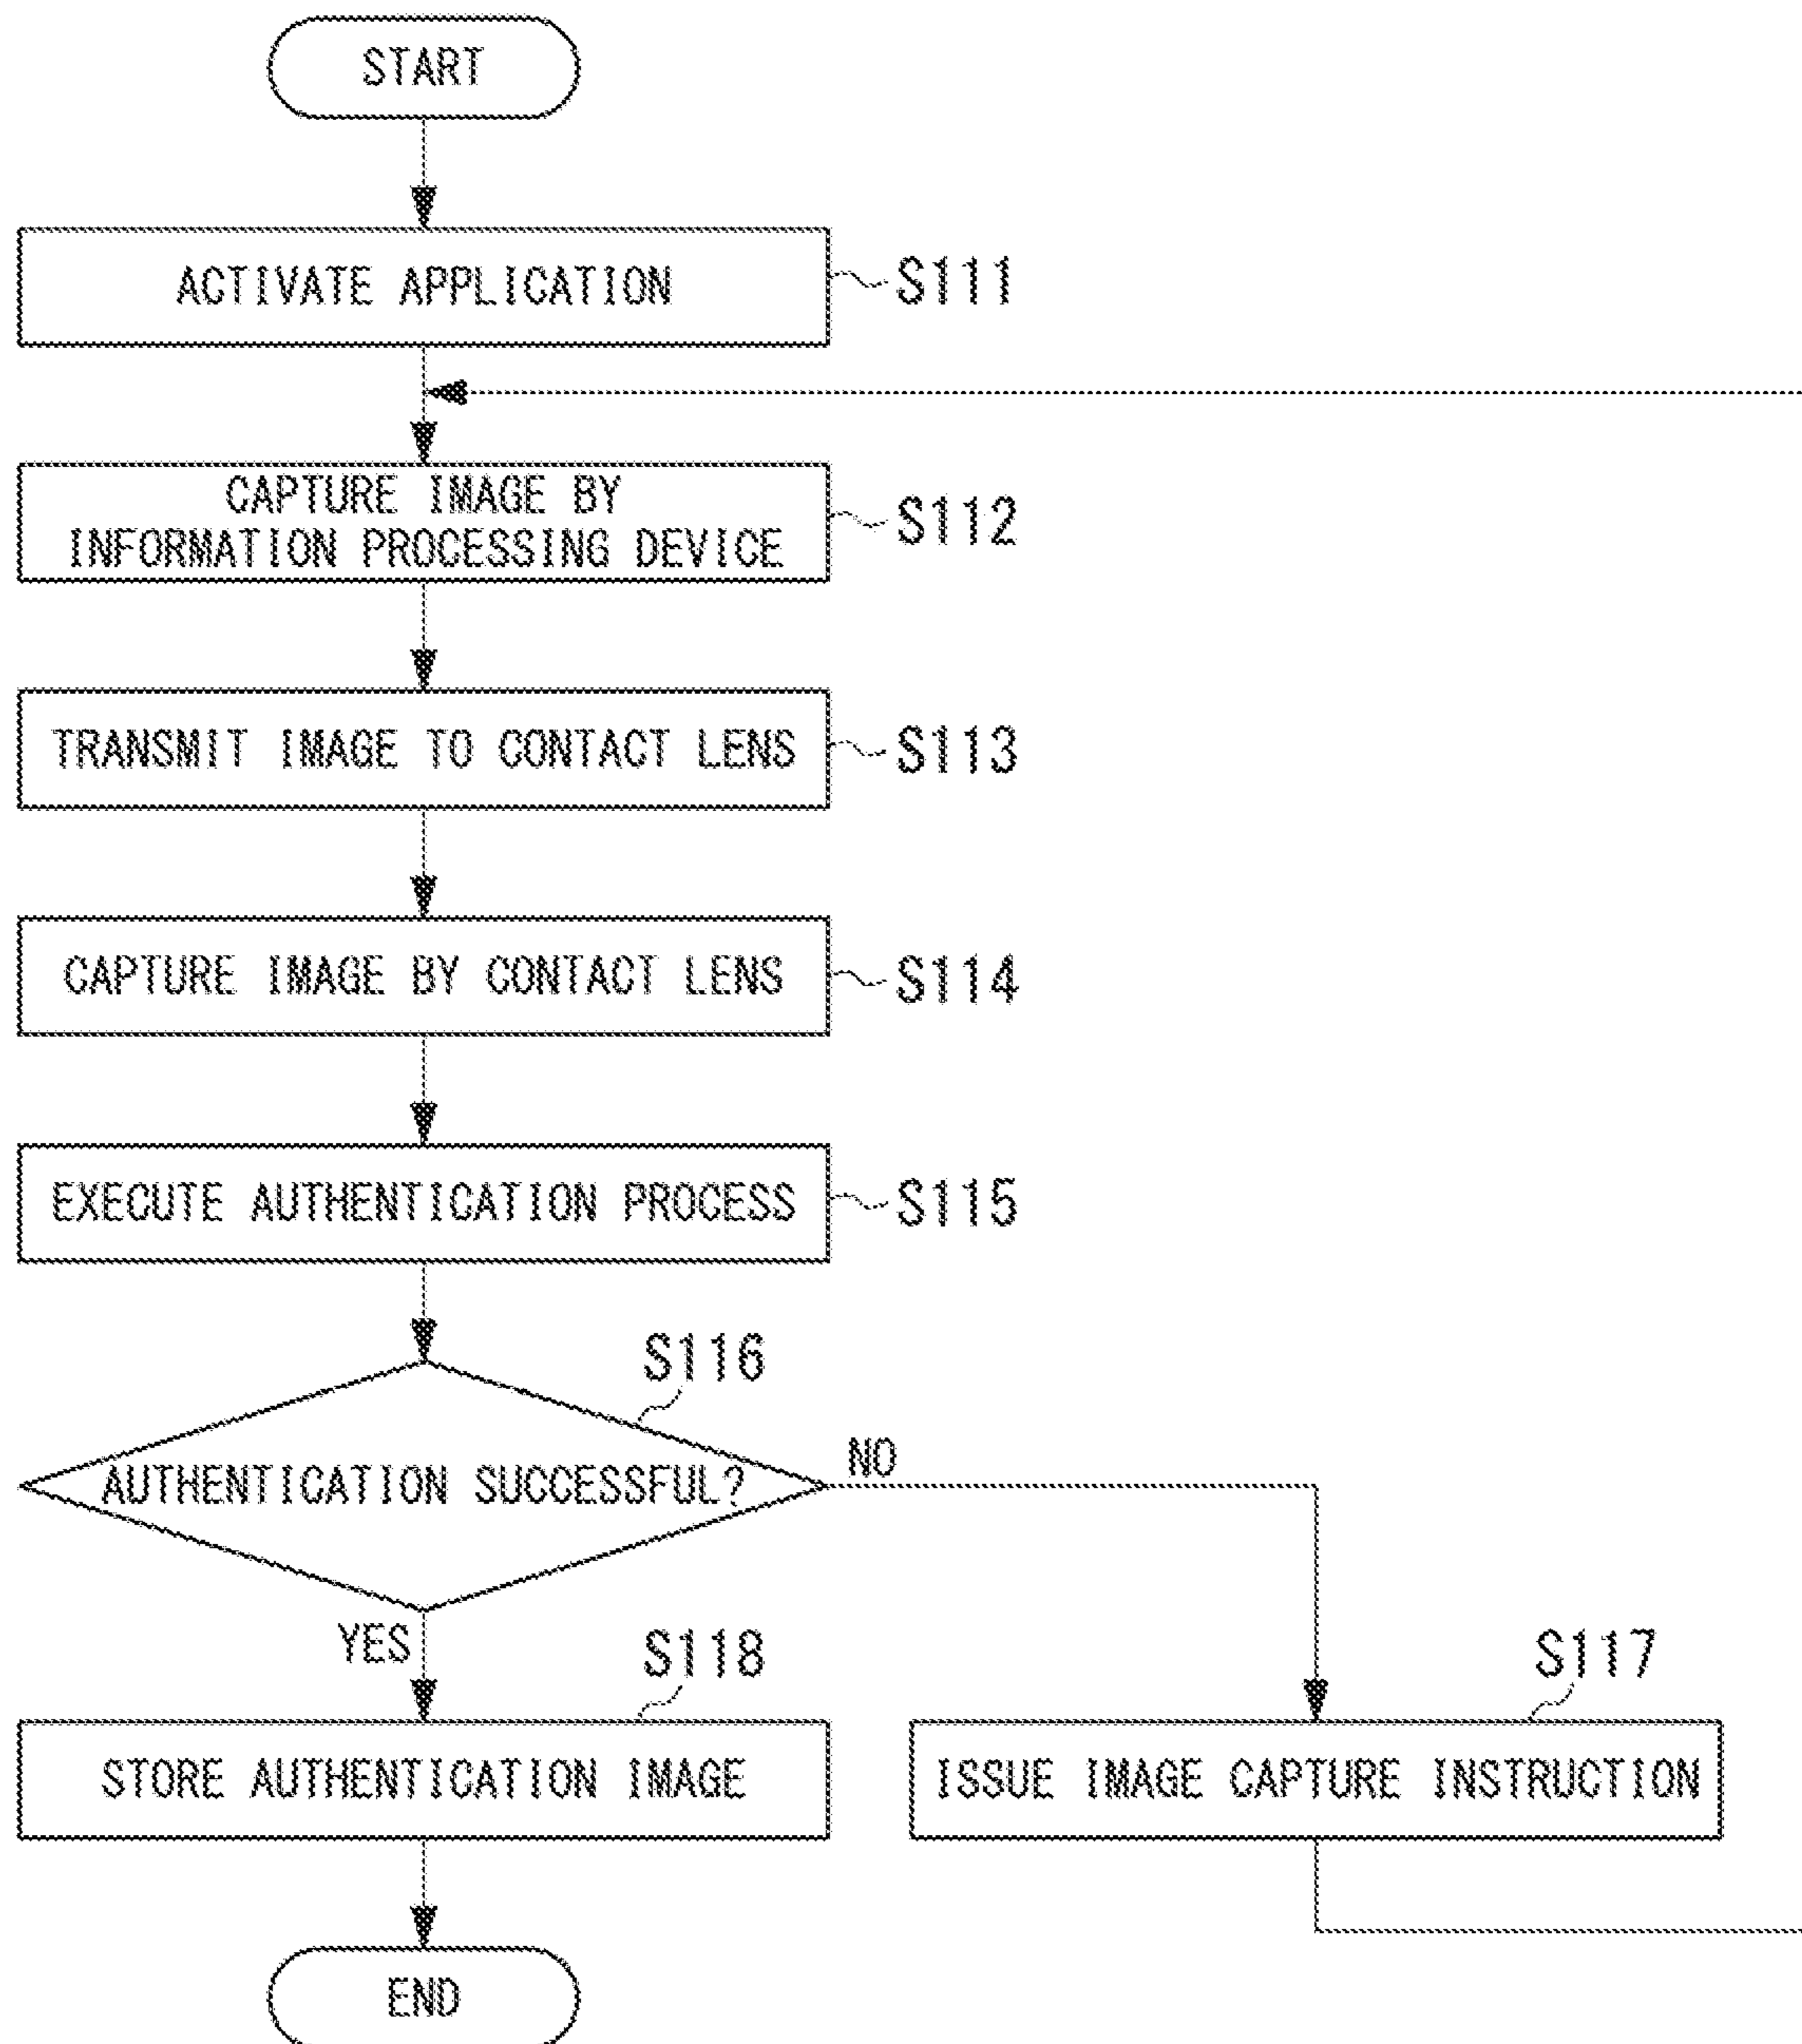 START
ACTIVATE APPLICATION
S111
CAPTURE IMAGE BY
INFORMATION PROCESSING DEVICE
S112
TRANSMIT IMAGE TO CONTACT LENS
S113
CAPTURE IMAGE BY CONTACT LENS
S114
EXECUTE AUTHENTICATION PROCESS
S115
S116
AUTHENTICATION SUCCESSFUL?
NO
YES
S118
S117
STORE AUTHENTICATION IMAGE
ISSUE IMAGE CAPTURE INSTRUCTION
END